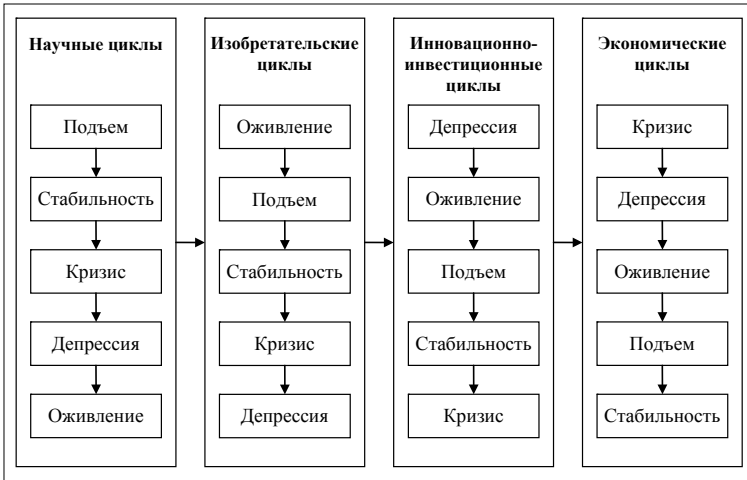 Научные циклы
Подъем
Стабильность
Кризис
Депрессия
Оживление
Изобретательские
циклы
Оживление
Подъем
Стабильность
Кризис
Депрессия
Инновационно-
инвестиционные
циклы
Депрессия
Оживление
Подъем
Стабильность
Кризис
Экономические
циклы
Кризис
Депрессия
Оживление
Подъем
Стабильность